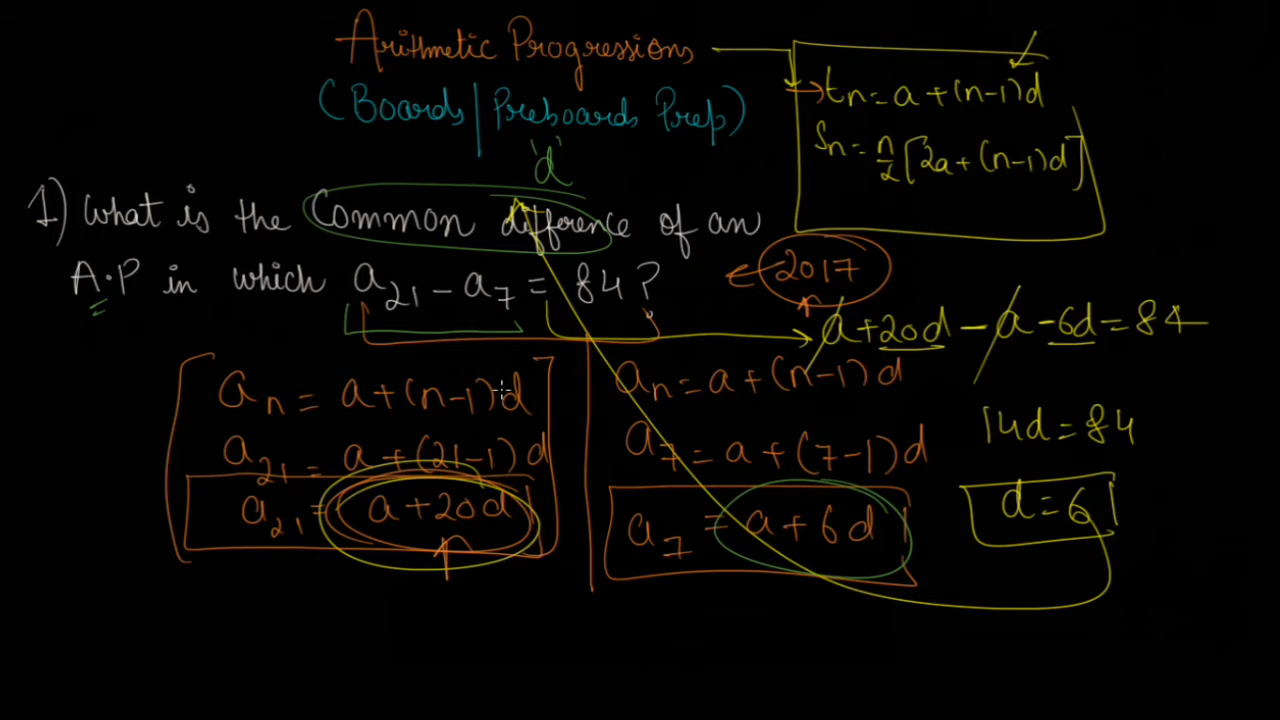 Arithmetic Progressions
(Boards/Preboards Prep)
tn = a + (n-1)d
Sn = n/2 [2a + (n-1)d]
'd'
1) What is the Common difference of an
A.P in which a21 - a7 = 84?
2017
a+20d - a - 6d = 84
an = a+(n-1)d
a21 = a+(21-1)d
a21 = a+20d
an = a+(n-1)d
a7 = a+(7-1)d
a7 = a+6d
14d = 84
d = 6